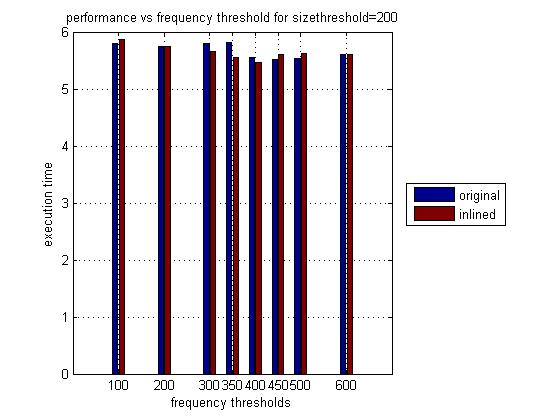 performance vs frequency threshold for sizethreshold=200
6
5
4
3
2
1
0
execution time
100 200 300 350 400 450 500 600
frequency thresholds
original
inlined